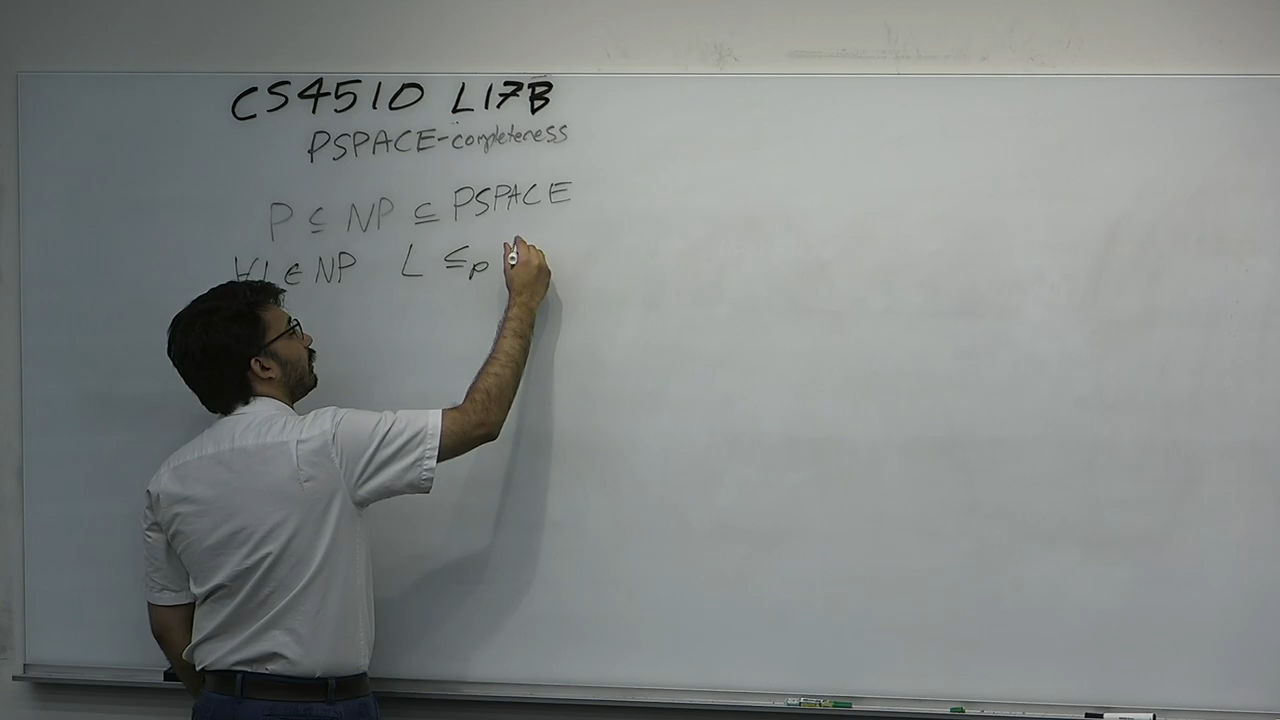 CS4510 L17B
PSPACE-completeness
P ⊆ NP ⊆ PSPACE
∀L ∈ NP L ≤p